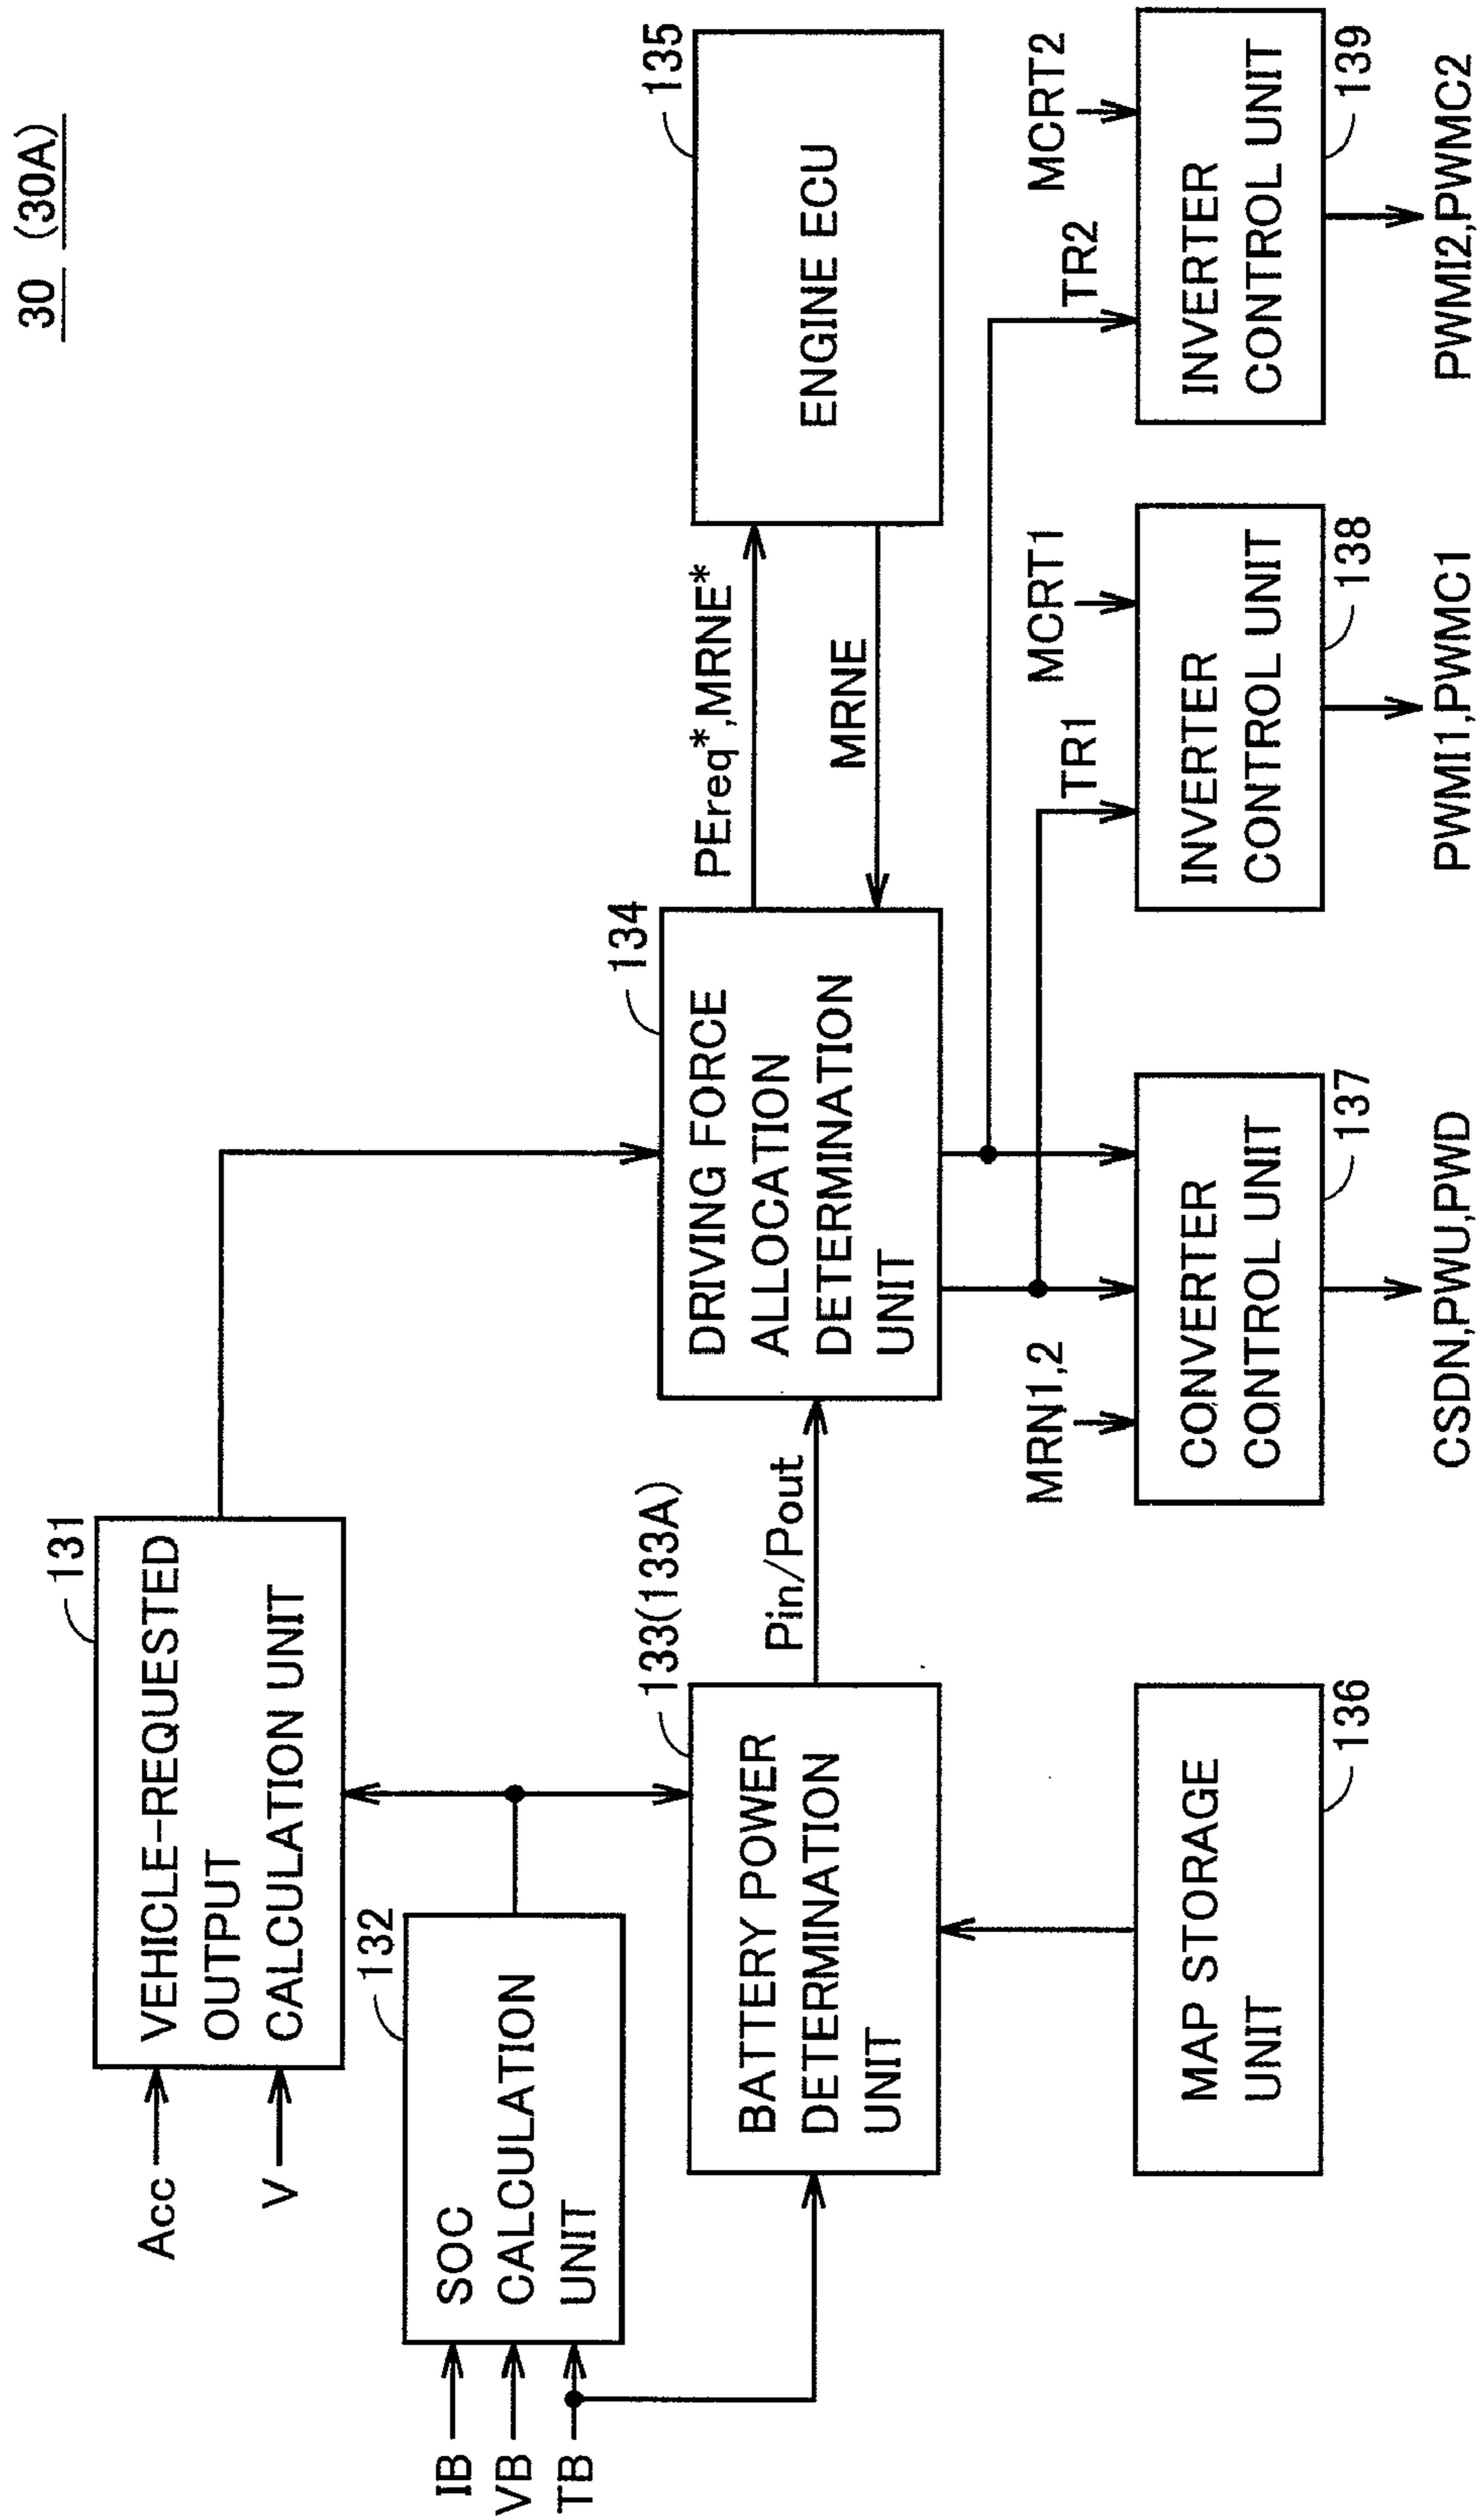 30 (30A)
131
VEHICLE-REQUESTED
OUTPUT
CALCULATION UNIT
Acc
V
132
SOC
CALCULATION
UNIT
IB
VB
TB
133(133A)
BATTERY POWER
DETERMINATION
UNIT
Pin/Pout
134
DRIVING FORCE
ALLOCATION
DETERMINATION
UNIT
PEreq*,MRNE*
MRNE
135
ENGINE ECU
MAP STORAGE
UNIT
136
MRN1,2
CONVERTER
CONTROL UNIT
137
CSDN,PWU,PWD
TR1
MCRT1
INVERTER
CONTROL UNIT
138
PWMI1,PWMC1
TR2
MCRT2
INVERTER
CONTROL UNIT
139
PWMI2,PWMC2